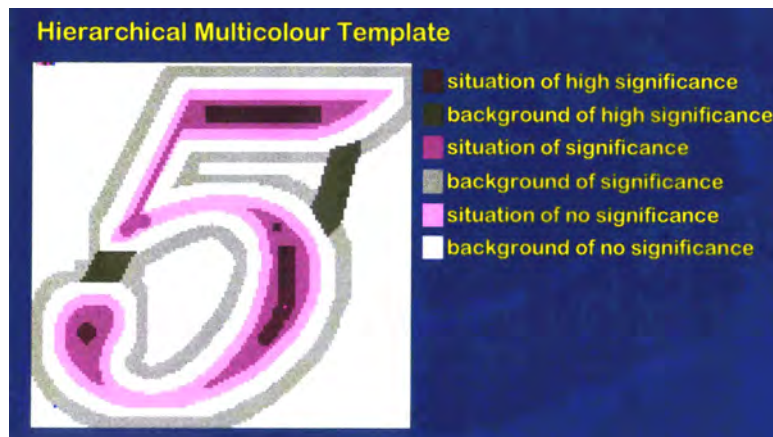 Hierarchical Multicolour Template
situation of high significance
background of high significance
situation of significance
background of significance
situation of no significance
background of no significance
5